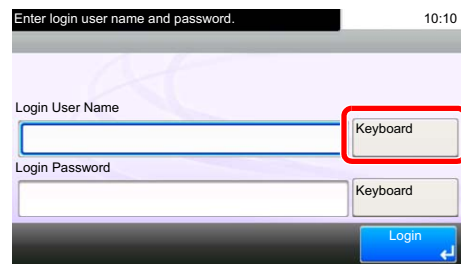 Enter login user name and password. 10:10
Login User Name
Keyboard
Login Password
Keyboard
Login